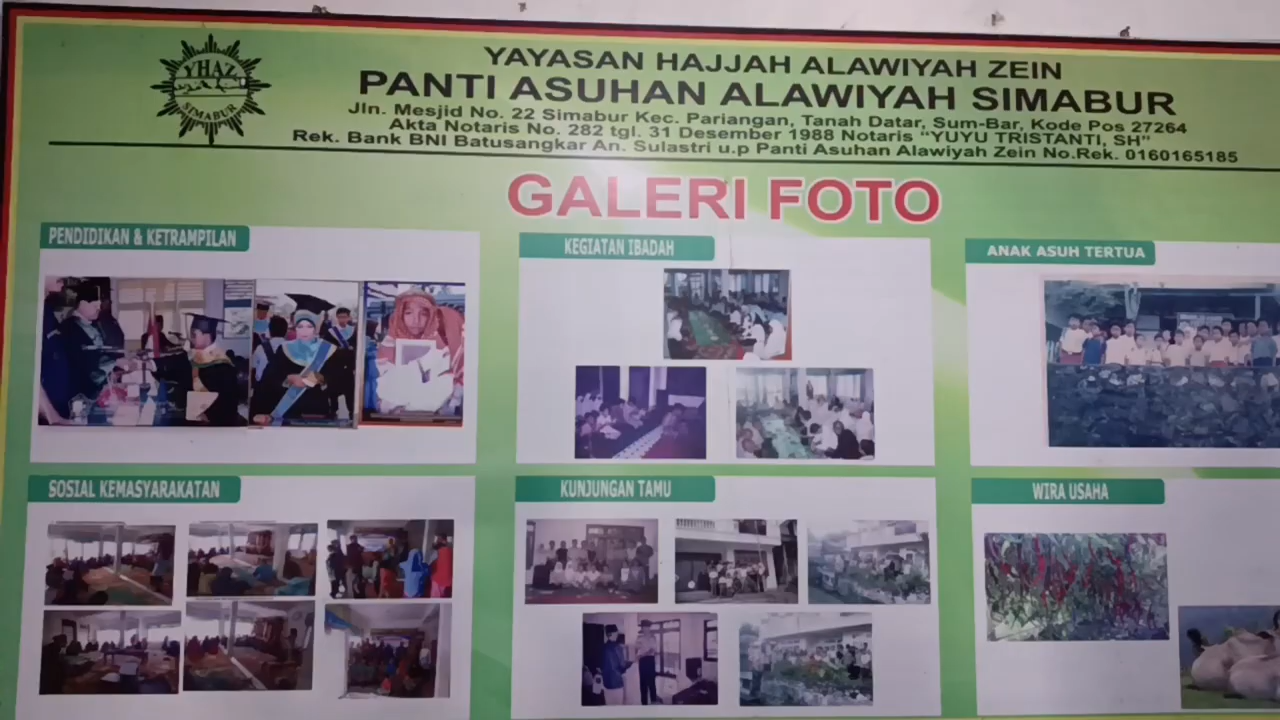 YHAZ
SIMABUR
YAYASAN HAJJAH ALAWIYAH ZEIN
PANTI ASUHAN ALAWIYAH SIMABUR
Jln. Mesjid No. 22 Simabur Kec. Pariangan, Tanah Datar, Sum-Bar, Kode Pos 27264
Akta Notaris No. 282 tgl. 31 Desember 1988 Notaris "YUYU TRISTANTI, SH"
Rek. Bank BNI Batusangkar An. Sulastri u.p Panti Asuhan Alawiyah Zein No.Rek. 0160165185
GALERI FOTO
PENDIDIKAN & KETRAMPILAN
KEGIATAN IBADAH
ANAK ASUH TERTUA
SOSIAL KEMASYARAKATAN
KUNJUNGAN TAMU
WIRA USAHA